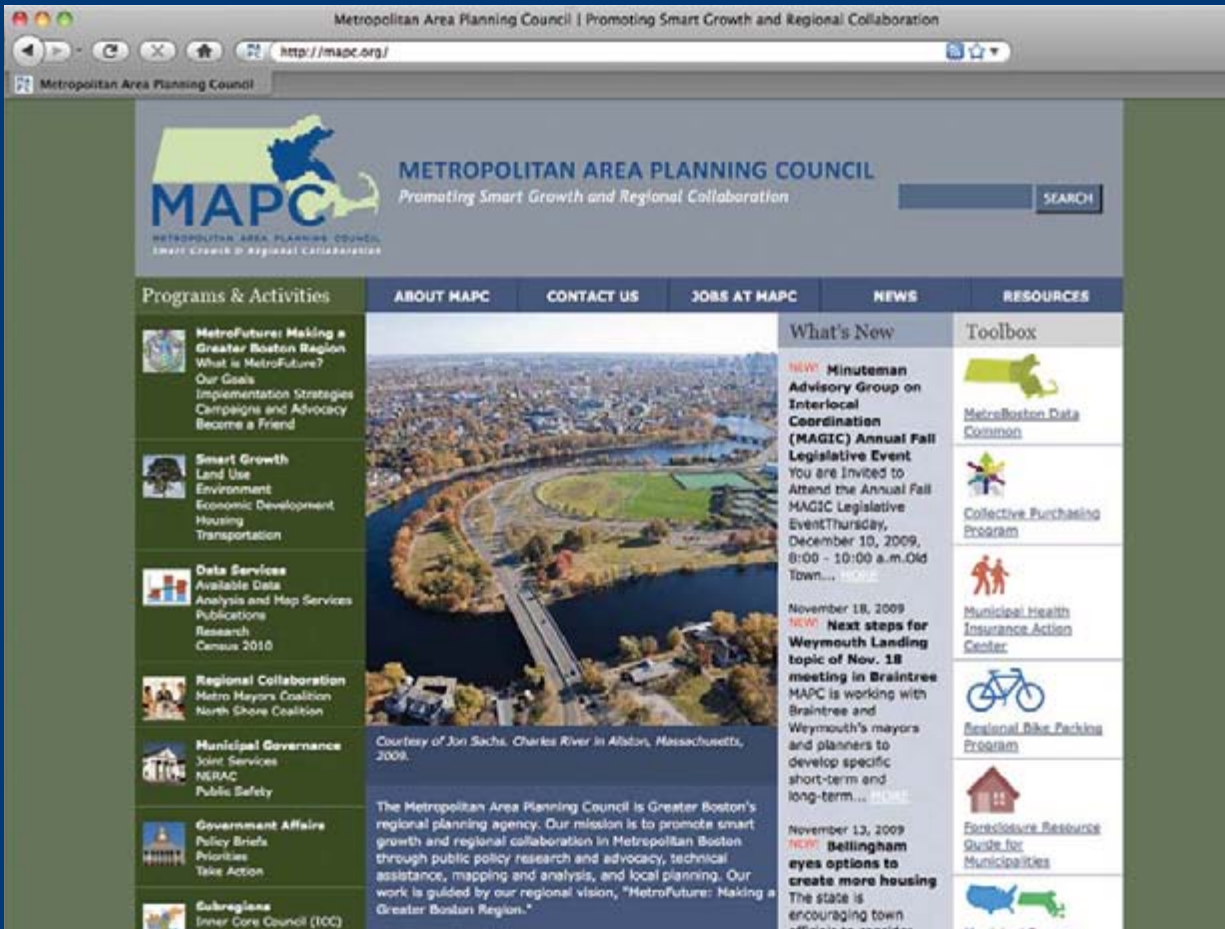 Metropolitan Area Planning Council | Promoting Smart Growth and Regional Collaboration
http://mapc.org/
Metropolitan Area Planning Council
MAPC
METROPOLITAN AREA PLANNING COUNCIL
Smart Growth & Regional Collaboration
METROPOLITAN AREA PLANNING COUNCIL
Promoting Smart Growth and Regional Collaboration
SEARCH
Programs & Activities
ABOUT MAPC
CONTACT US
JOBS AT MAPC
NEWS
RESOURCES
MetroFuture: Making a
Greater Boston Region
What is MetroFuture?
Our Goals
Implementation Strategies
Campaigns and Advocacy
Become a Friend
Smart Growth
Land Use
Environment
Economic Development
Housing
Transportation
Data Services
Available Data
Analysis and Map Services
Publications
Research
Census 2010
Regional Collaboration
Metro Mayors Coalition
North Shore Coalition
Municipal Governance
Joint Services
NERAC
Public Safety
Government Affairs
Policy Briefs
Priorities
Take Action
Subregions
Inner Core Council (ICC)
Courtesy of Jon Sachs. Charles River in Allston, Massachusetts,
2009.
The Metropolitan Area Planning Council is Greater Boston's
regional planning agency. Our mission is to promote smart
growth and regional collaboration in Metropolitan Boston
through public policy research and advocacy, technical
assistance, mapping and analysis, and local planning. Our
work is guided by our regional vision, "MetroFuture: Making a
Greater Boston Region."
What's New
NEW! Minuteman
Advisory Group on
Interlocal
Coordination
(MAGIC) Annual Fall
Legislative Event
You are Invited to
Attend the Annual Fall
MAGIC Legislative
EventThursday,
December 10, 2009,
8:00 - 10:00 a.m.Old
Town... MORE
November 18, 2009
NEW! Next steps for
Weymouth Landing
topic of Nov. 18
meeting in Braintree
MAPC is working with
Braintree and
Weymouth's mayors
and planners to
develop specific
short-term and
long-term... MORE
November 13, 2009
NEW! Bellingham
eyes options to
create more housing
The state is
encouraging town
Toolbox
MetroBoston Data
Common
Collective Purchasing
Program
Municipal Health
Insurance Action
Center
Regional Bike Parking
Program
Foreclosure Resource
Guide for
Municipalities